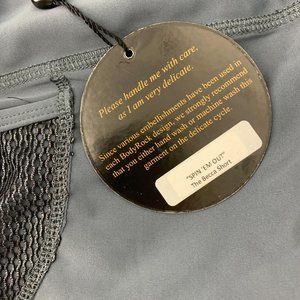 Please handle me with care,
as I am very delicate.
Since various embelishments have been used in
each BodyRock design, we strongly recommend
that you either hand wash or machine wash this
garment on the delicate cycle.
"SPIN 'EM OUT"
The Becca Short